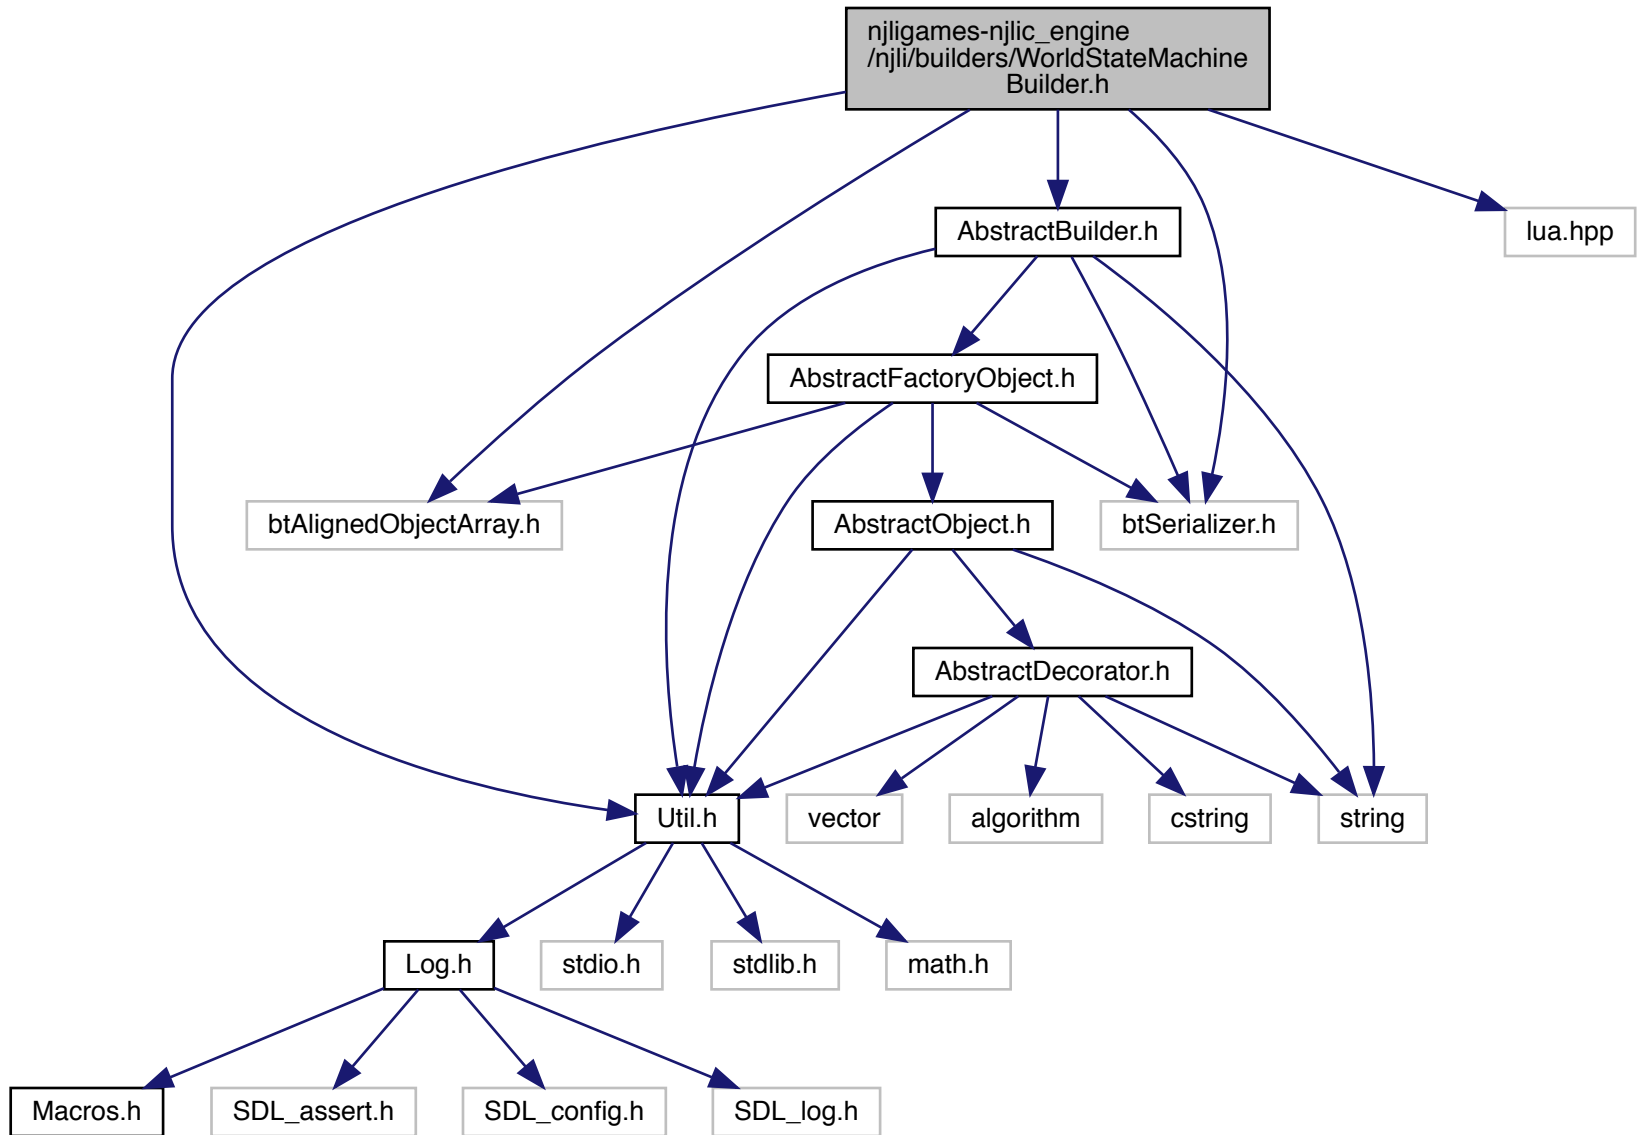 njligames-njlic_engine
/njli/builders/WorldStateMachine
Builder.h
AbstractBuilder.h
lua.hpp
AbstractFactoryObject.h
btAlignedObjectArray.h
AbstractObject.h
btSerializer.h
AbstractDecorator.h
Util.h
vector
algorithm
cstring
string
Log.h
stdio.h
stdlib.h
math.h
Macros.h
SDL_assert.h
SDL_config.h
SDL_log.h